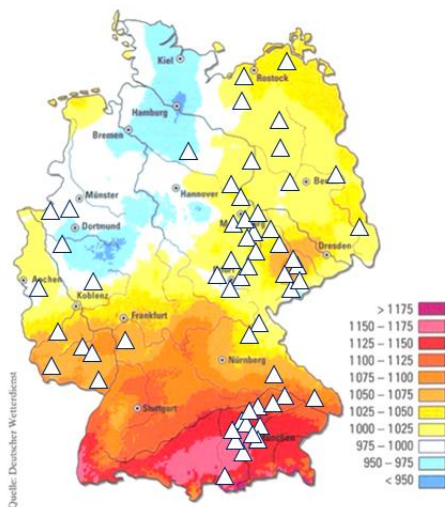 Kiel
Rostock
Hamburg
Bremen
Hannover
Münster
Dortmund
Dresden
Aachen
Koblenz
Frankfurt
Nürnberg
Stuttgart
> 1175
1150 – 1175
1125 – 1150
1100 – 1125
1075 – 1100
1050 – 1075
1025 – 1050
1000 – 1025
975 – 1000
950 – 975
< 950
Quelle: Deutscher Wetterdienst